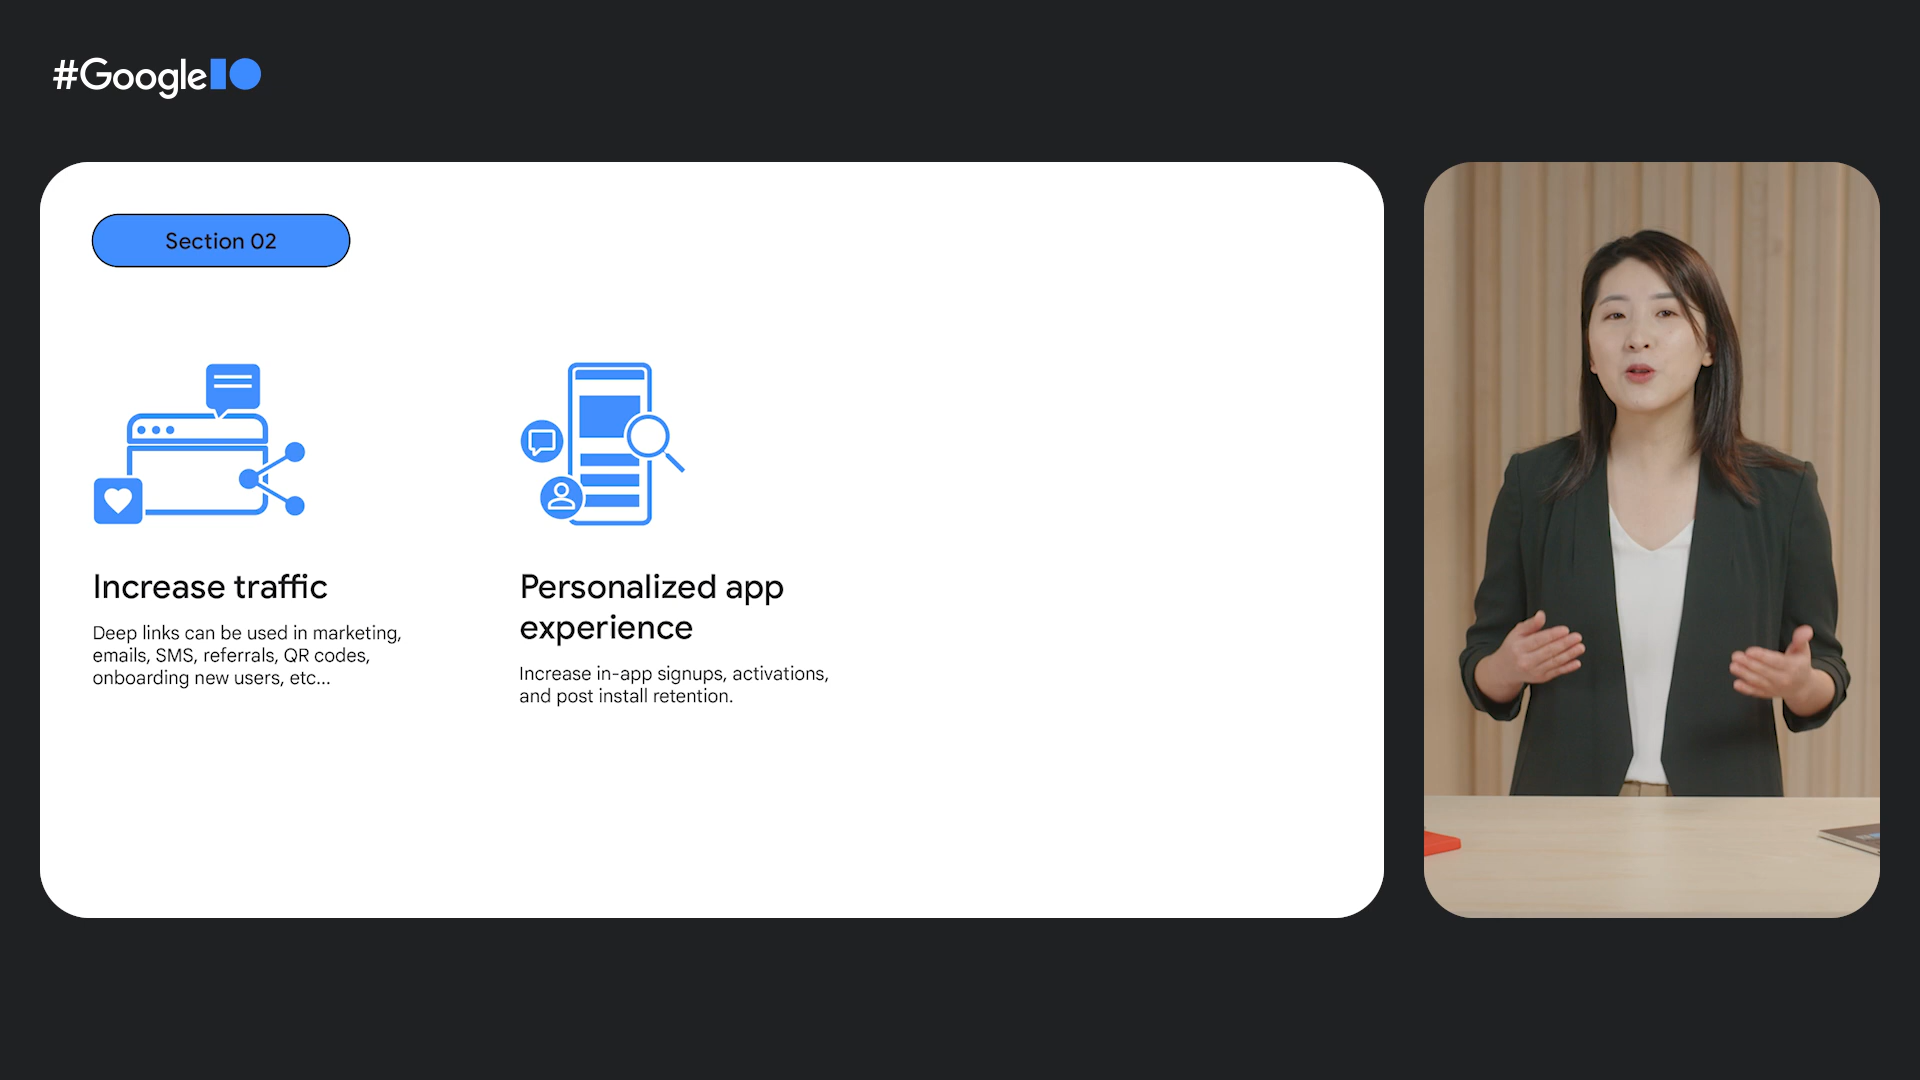 #GoogleIO
Section 02
Increase traffic
Deep links can be used in marketing,
emails, SMS, referrals, QR codes,
onboarding new users, etc...
Personalized app
experience
Increase in-app signups, activations,
and post install retention.